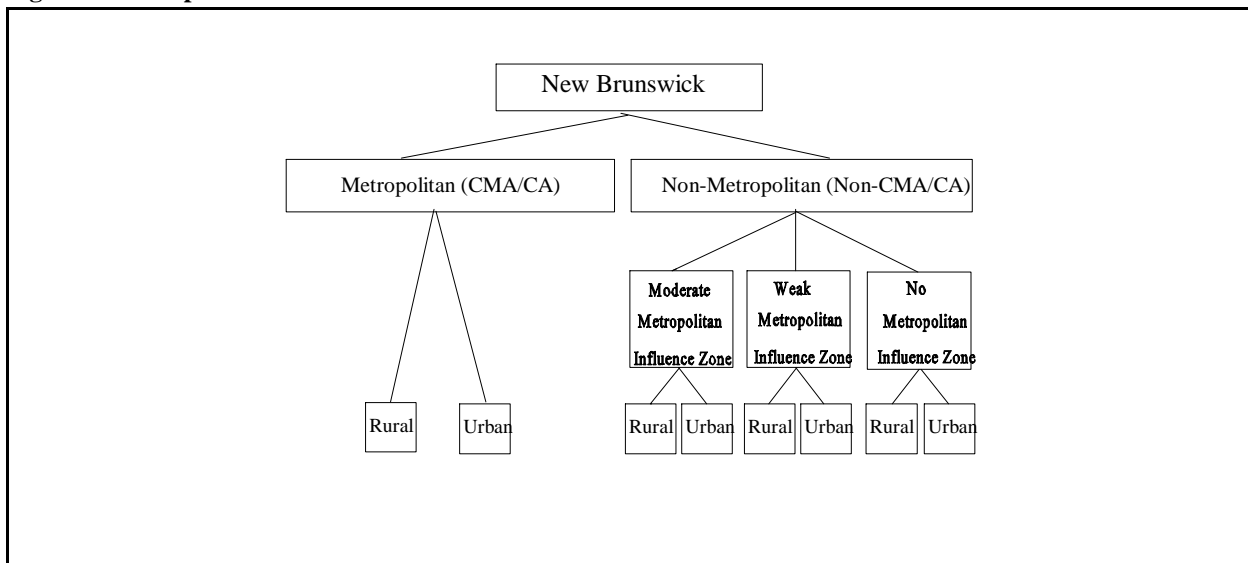 New Brunswick
Metropolitan (CMA/CA)
Non-Metropolitan (Non-CMA/CA)
Moderate
Metropolitan
Influence Zone
Weak
Metropolitan
Influence Zone
No
Metropolitan
Influence Zone
Rural
Urban
Rural
Urban
Rural
Urban
Rural
Urban